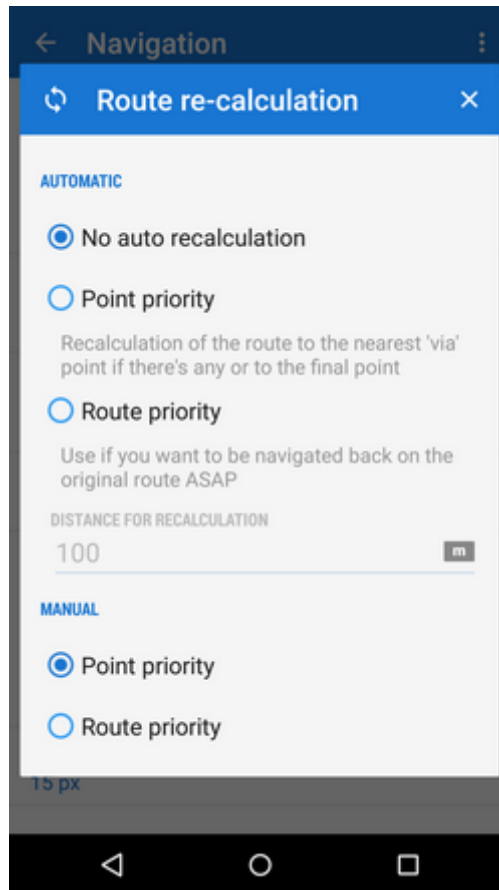 Navigation
Route re-calculation
AUTOMATIC
No auto recalculation
Point priority
Recalculation of the route to the nearest 'via'
point if there's any or to the final point
Route priority
Use if you want to be navigated back on the
original route ASAP
DISTANCE FOR RECALCULATION
100 m
MANUAL
Point priority
Route priority
15 px